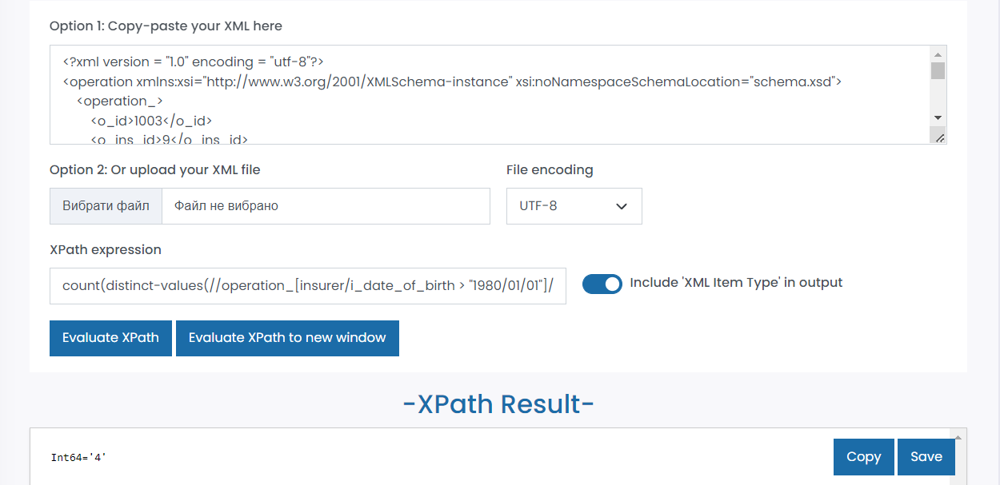 Option 1: Copy-paste your XML here
<?xml version = "1.0" encoding = "utf-8"?>
<operation xmlns:xsi="http://www.w3.org/2001/XMLSchema-instance" xsi:noNamespaceSchemaLocation="schema.xsd">
<operation_>
<o_id>1003</o_id>
<o_ins_id>9</o_ins_id>
Option 2: Or upload your XML file
File encoding
Вибрати файл
Файл не вибрано
UTF-8
XPath expression
count(distinct-values(//operation_[insurer/i_date_of_birth > "1980/01/01"]/
Include 'XML Item Type' in output
Evaluate XPath
Evaluate XPath to new window
-XPath Result-
Int64='4'
Copy
Save